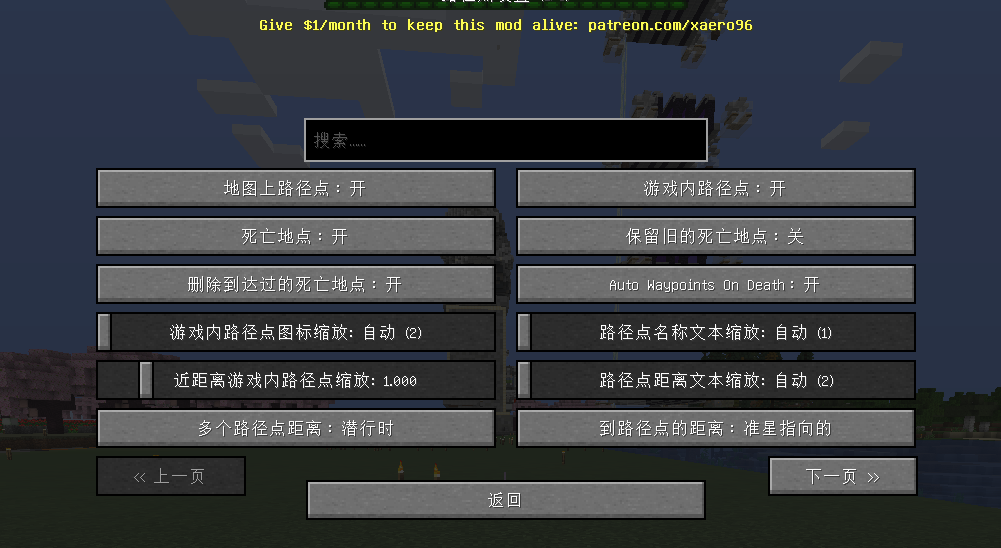 Give $1/month to keep this mod alive: patreon.com/xaero96
搜索……
地图上路径点：开
游戏内路径点：开
死亡地点：开
保留旧的死亡地点：关
删除到达过的死亡地点：开
Auto Waypoints On Death：开
游戏内路径点图标缩放: 自动 (2)
路径点名称文本缩放: 自动 (1)
近距离游戏内路径点缩放: 1.000
路径点距离文本缩放: 自动 (2)
多个路径点距离：潜行时
到路径点的距离：准星指向的
<< 上一页
下一页 >>
返回